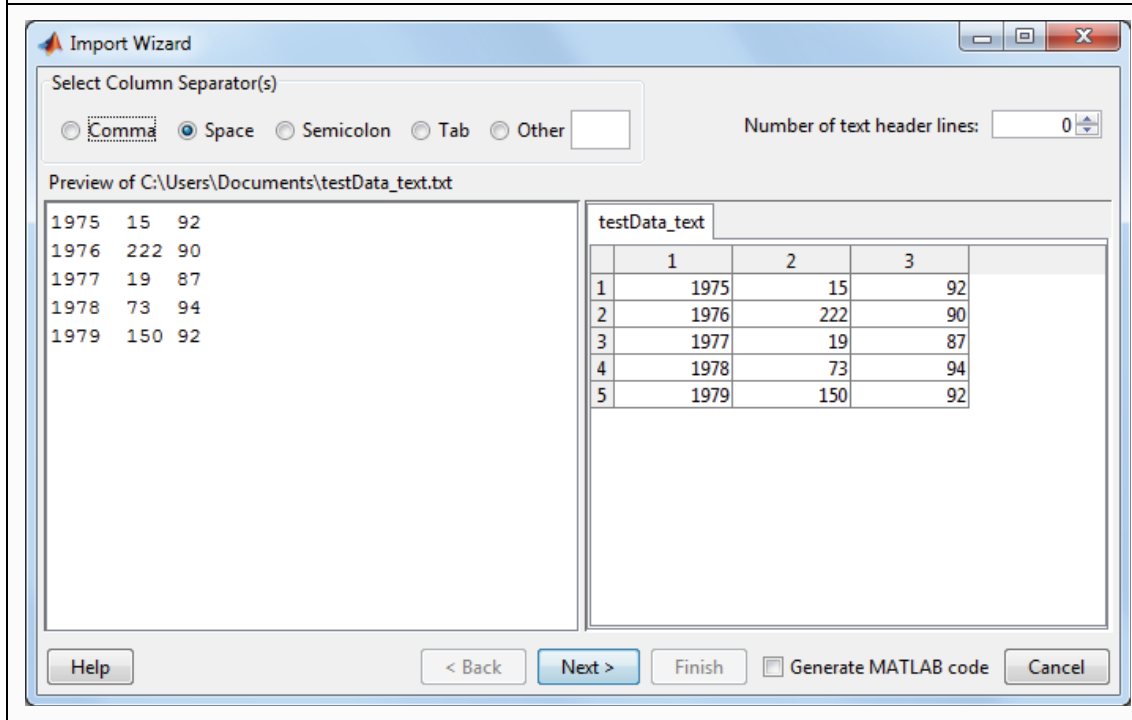 Import Wizard
Select Column Separator(s)
Comma Space Semicolon Tab Other
Number of text header lines: 0
Preview of C:\Users\Documents\testData_text.txt
1975 15 92
1976 222 90
1977 19 87
1978 73 94
1979 150 92
testData_text
1 2 3
1 1975 15 92
2 1976 222 90
3 1977 19 87
4 1978 73 94
5 1979 150 92
Help < Back Next > Finish Generate MATLAB code Cancel